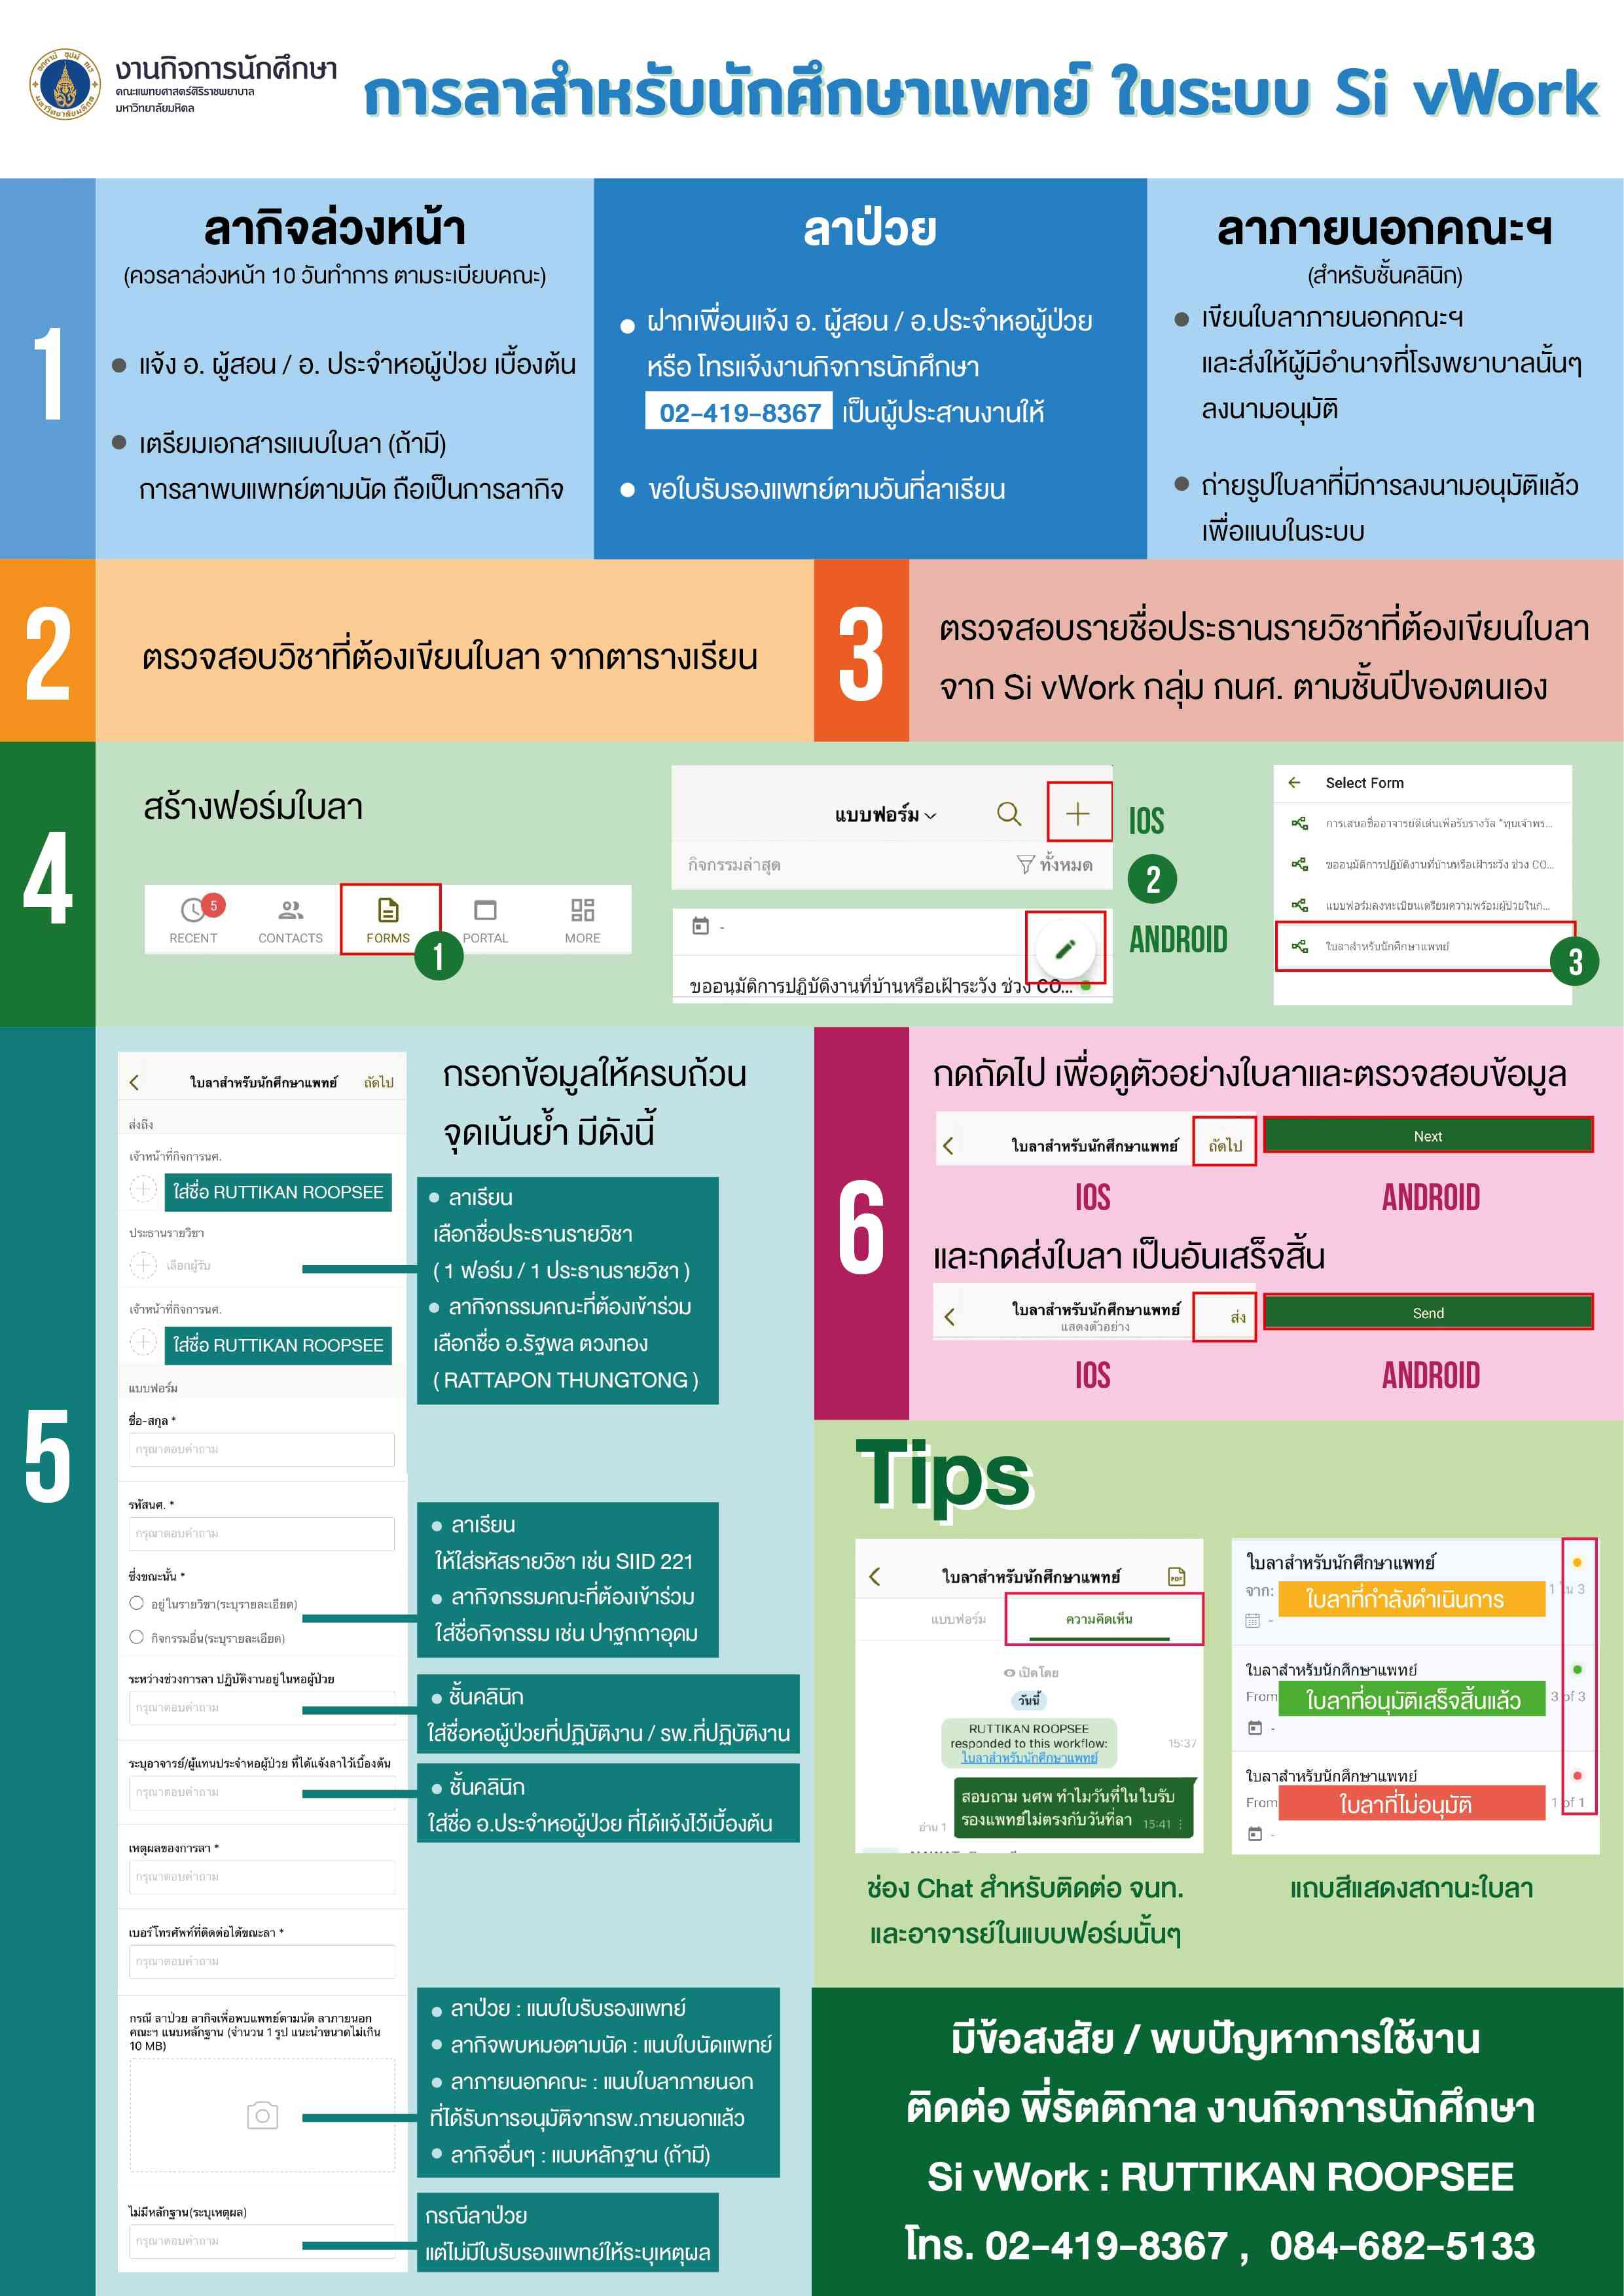 งานกิจการนักศึกษา
คณะแพทยศาสตร์ศิริราชพยาบาล
มหาวิทยาลัยมหิดล
การลาสำหรับนักศึกษาแพทย์ ในระบบ Si vWork
1
ลากิจล่วงหน้า
(ควรลาล่วงหน้า 10 วันทำการ ตามระเบียบคณะ)
● แจ้ง อ. ผู้สอน / อ. ประจำหอผู้ป่วย เบื้องต้น
● เตรียมเอกสารแนบใบลา (ถ้ามี)
การลาพบแพทย์ตามนัด ถือเป็นการลากิจ
ลาป่วย
● ฝากเพื่อนแจ้ง อ. ผู้สอน / อ.ประจำหอผู้ป่วย
หรือ โทรแจ้งงานกิจการนักศึกษา
02-419-8367 เป็นผู้ประสานงานให้
● ขอใบรับรองแพทย์ตามวันที่ลาเรียน
ลาภายนอกคณะฯ
(สำหรับชั้นคลินิก)
● เขียนใบลาภายนอกคณะฯ
และส่งให้ผู้มีอำนาจที่โรงพยาบาลนั้นๆ
ลงนามอนุมัติ
● ถ่ายรูปใบลาที่มีการลงนามอนุมัติแล้ว
เพื่อแนบในระบบ
2
ตรวจสอบวิชาที่ต้องเขียนใบลา จากตารางเรียน
3
ตรวจสอบรายชื่อประธานรายวิชาที่ต้องเขียนใบลา
จาก Si vWork กลุ่ม กนศ. ตามชั้นปีของตนเอง
4
สร้างฟอร์มใบลา
5
RECENT CONTACTS FORMS PORTAL MORE
1
แบบฟอร์ม
กิจกรรมล่าสุด ทั้งหมด
-
ขออนุมัติการปฏิบัติงานที่บ้านหรือเฝ้าระวัง ช่วง CO...
IOS
2
ANDROID
Select Form
การเสนอชื่ออาจารย์ดีเด่นเพื่อรับรางวัล "ทุนเจ้าพร...
ขออนุมัติการปฏิบัติงานที่บ้านหรือเฝ้าระวัง ช่วง CO...
แบบฟอร์มลงทะเบียนเตรียมความพร้อมผู้ป่วยในก...
ใบลาสำหรับนักศึกษาแพทย์
3
5
ใบลาสำหรับนักศึกษาแพทย์ ถัดไป
ส่งถึง
เจ้าหน้าที่กิจการนศ.
ใส่ชื่อ RUTTIKAN ROOPSEE
ประธานรายวิชา
เลือกผู้รับ
เจ้าหน้าที่กิจการนศ.
ใส่ชื่อ RUTTIKAN ROOPSEE
แบบฟอร์ม
ชื่อ-สกุล *
กรุณาตอบคำถาม
รหัสนศ. *
กรุณาตอบคำถาม
ซึ่งขณะนั้น *
อยู่ในรายวิชา(ระบุรายละเอียด)
กิจกรรมอื่น(ระบุรายละเอียด)
ระหว่างช่วงการลา ปฏิบัติงานอยู่ในหอผู้ป่วย
กรุณาตอบคำถาม
ระบุอาจารย์/ผู้แทนประจำหอผู้ป่วย ที่ได้แจ้งลาไว้เบื้องต้น
กรุณาตอบคำถาม
เหตุผลของการลา *
กรุณาตอบคำถาม
เบอร์โทรศัพท์ที่ติดต่อได้ขณะลา *
กรุณาตอบคำถาม
กรณี ลาป่วย ลากิจเพื่อพบแพทย์ตามนัด ลาภายนอก
คณะฯ แนบหลักฐาน (จำนวน 1 รูป แนะนำขนาดไม่เกิน
10 MB)
ไม่มีหลักฐาน(ระบุเหตุผล)
กรุณาตอบคำถาม
กรอกข้อมูลให้ครบถ้วน
จุดเน้นย้ำ มีดังนี้
● ลาเรียน
เลือกชื่อประธานรายวิชา
( 1 ฟอร์ม / 1 ประธานรายวิชา )
● ลากิจกรรมคณะที่ต้องเข้าร่วม
เลือกชื่อ อ.รัฐพล ตวงทอง
( RATTAPON THUNGTONG )
● ลาเรียน
ให้ใส่รหัสรายวิชา เช่น SIID 221
● ลากิจกรรมคณะที่ต้องเข้าร่วม
ใส่ชื่อกิจกรรม เช่น ปาฐกถาอุดม
● ชั้นคลินิก
ใส่ชื่อหอผู้ป่วยที่ปฏิบัติงาน / รพ.ที่ปฏิบัติงาน
● ชั้นคลินิก
ใส่ชื่อ อ.ประจำหอผู้ป่วย ที่ได้แจ้งไว้เบื้องต้น
● ลาป่วย : แนบใบรับรองแพทย์
● ลากิจพบหมอตามนัด : แนบใบนัดแพทย์
● ลาภายนอกคณะ : แนบใบลาภายนอก
ที่ได้รับการอนุมัติจากรพ.ภายนอกแล้ว
● ลากิจอื่นๆ : แนบหลักฐาน (ถ้ามี)
กรณีลาป่วย
แต่ไม่มีใบรับรองแพทย์ให้ระบุเหตุผล
6
กดถัดไป เพื่อดูตัวอย่างใบลาและตรวจสอบข้อมูล
ใบลาสำหรับนักศึกษาแพทย์ ถัดไป Next
IOS ANDROID
และกดส่งใบลา เป็นอันเสร็จสิ้น
ใบลาสำหรับนักศึกษาแพทย์ ส่ง Send
แสดงตัวอย่าง
IOS ANDROID
Tips
ใบลาสำหรับนักศึกษาแพทย์ PDF
แบบฟอร์ม ความคิดเห็น
เปิดโดย
วันนี้
RUTTIKAN ROOPSEE
responded to this workflow:
ใบลาสำหรับนักศึกษาแพทย์
15:37
สอบถาม นศพ ทำไมวันที่ในใบรับ
รองแพทย์ไม่ตรงกับวันที่ลา 15:41
อ่าน 1
ช่อง Chat สำหรับติดต่อ จนท.
และอาจารย์ในแบบฟอร์มนั้นๆ
ใบลาสำหรับนักศึกษาแพทย์
จาก: ใบลาที่กำลังดำเนินการ 1 ใน 3
-
ใบลาสำหรับนักศึกษาแพทย์
From ใบลาที่อนุมัติเสร็จสิ้นแล้ว 3 of 3
-
ใบลาสำหรับนักศึกษาแพทย์
From ใบลาที่ไม่อนุมัติ 1 of 1
-
แถบสีแสดงสถานะใบลา
มีข้อสงสัย / พบปัญหาการใช้งาน
ติดต่อ พี่รัตติกาล งานกิจการนักศึกษา
Si vWork : RUTTIKAN ROOPSEE
โทร. 02-419-8367 , 084-682-5133